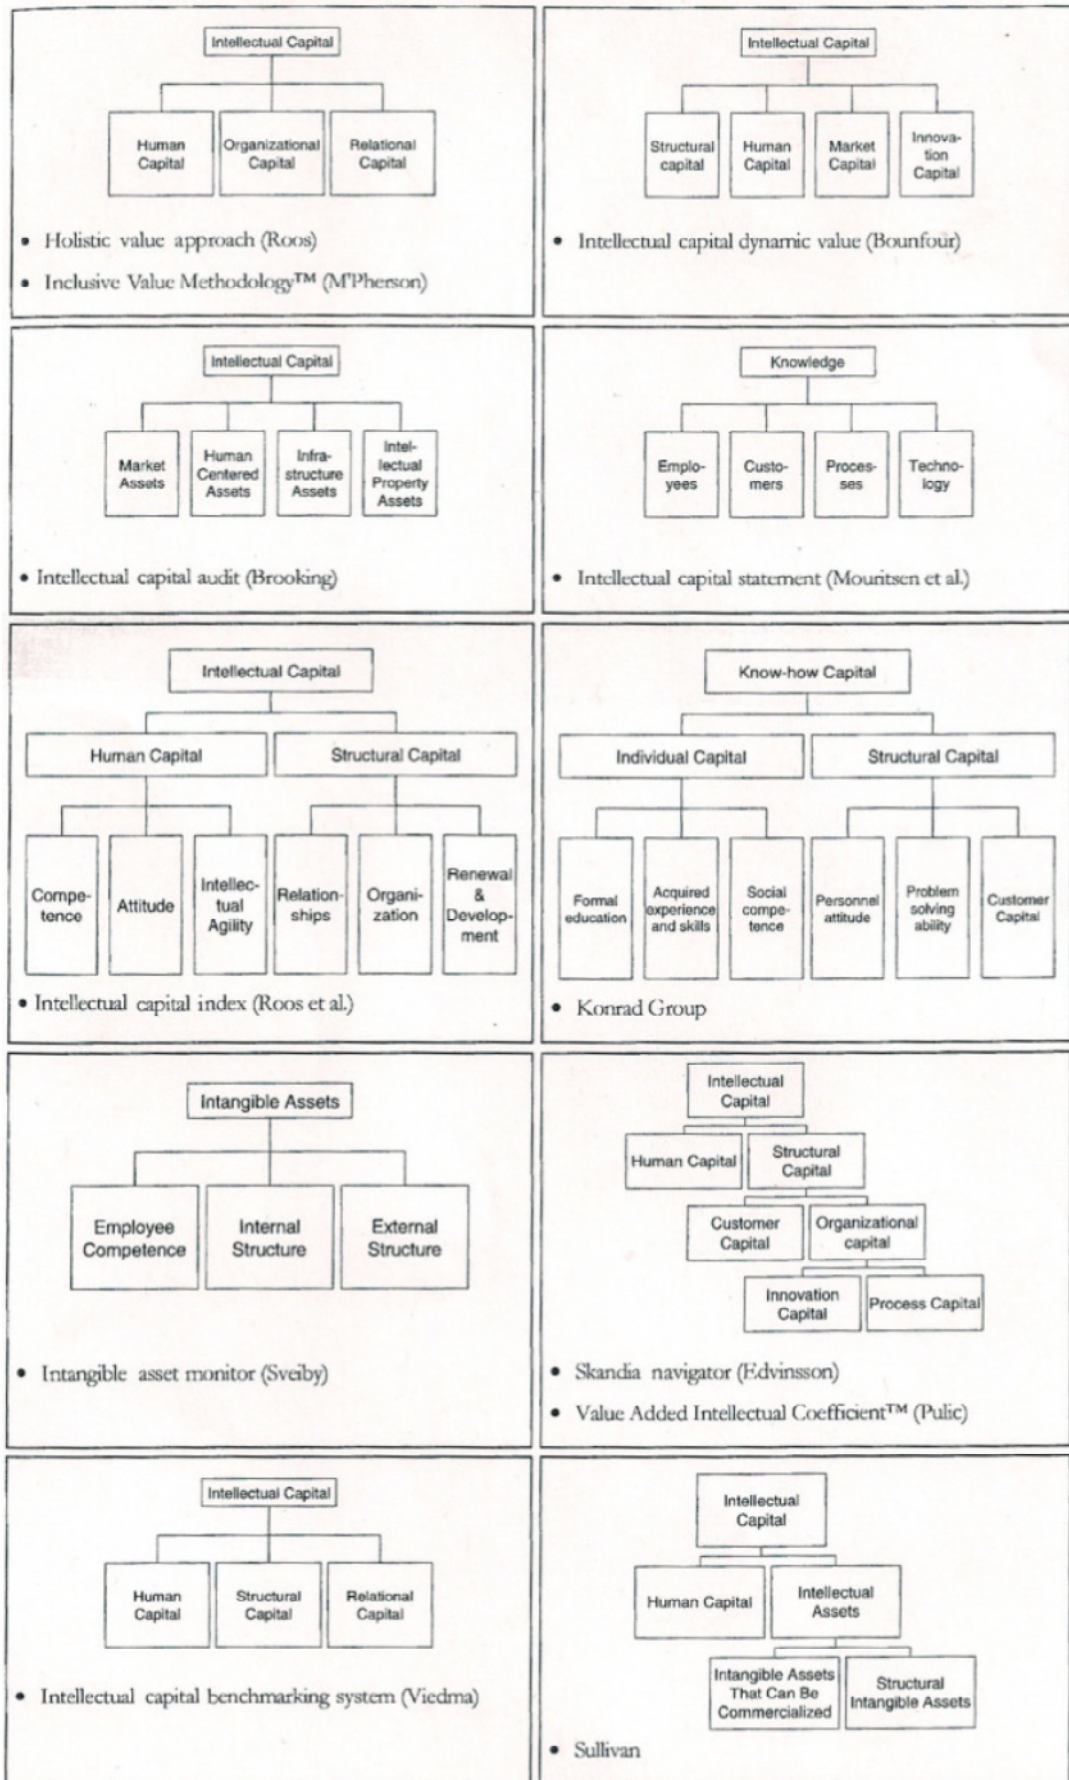 Intellectual Capital
Human
Capital
Organizational
Capital
Relational
Capital
• Holistic value approach (Roos)
• Inclusive Value Methodology™ (M'Pherson)
Intellectual Capital
Structural
capital
Human
Capital
Market
Capital
Innova-
tion
Capital
• Intellectual capital dynamic value (Bounfour)
Intellectual Capital
Market
Assets
Human
Centered
Assets
Infra-
structure
Assets
Intel-
lectual
Property
Assets
• Intellectual capital audit (Brooking)
Knowledge
Emplo-
yees
Custo-
mers
Proces-
ses
Techno-
logy
• Intellectual capital statement (Mouritsen et al.)
Intellectual Capital
Human Capital
Structural Capital
Compe-
tence
Attitude
Intellec-
tual
Agility
Relation-
ships
Organi-
zation
Renewal
&
Develop-
ment
• Intellectual capital index (Roos et al.)
Know-how Capital
Individual Capital
Structural Capital
Formal
education
Acquired
experience
and skills
Social
compe-
tence
Personnel
attitude
Problem
solving
ability
Customer
Capital
• Konrad Group
Intangible Assets
Employee
Competence
Internal
Structure
External
Structure
• Intangible asset monitor (Sveiby)
Intellectual
Capital
Human Capital
Structural
Capital
Customer
Capital
Organizational
capital
Innovation
Capital
Process Capital
• Skandia navigator (Edvinsson)
• Value Added Intellectual Coefficient™ (Pulic)
Intellectual Capital
Human
Capital
Structural
Capital
Relational
Capital
• Intellectual capital benchmarking system (Viedma)
Intellectual
Capital
Human Capital
Intellectual
Assets
Intangible Assets
That Can Be
Commercialized
Structural
Intangible Assets
• Sullivan